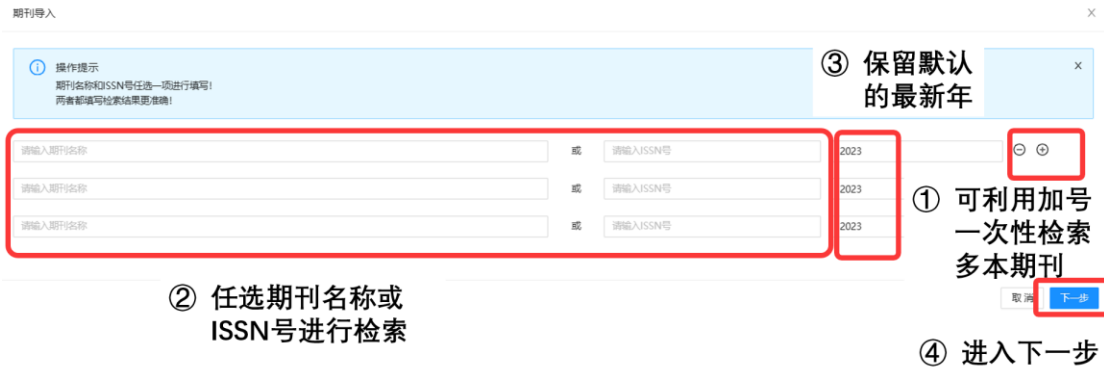 期刊导入
操作提示
期刊名称和ISSN号任选一项进行填写!
两者都填写检索结果更准确!
③ 保留默认
的最新年
请输入期刊名称 或 请输入ISSN号 2023
请输入期刊名称 或 请输入ISSN号 2023
请输入期刊名称 或 请输入ISSN号 2023
① 可利用加号
一次性检索
多本期刊
② 任选期刊名称或
ISSN号进行检索
取消 下一步
④ 进入下一步